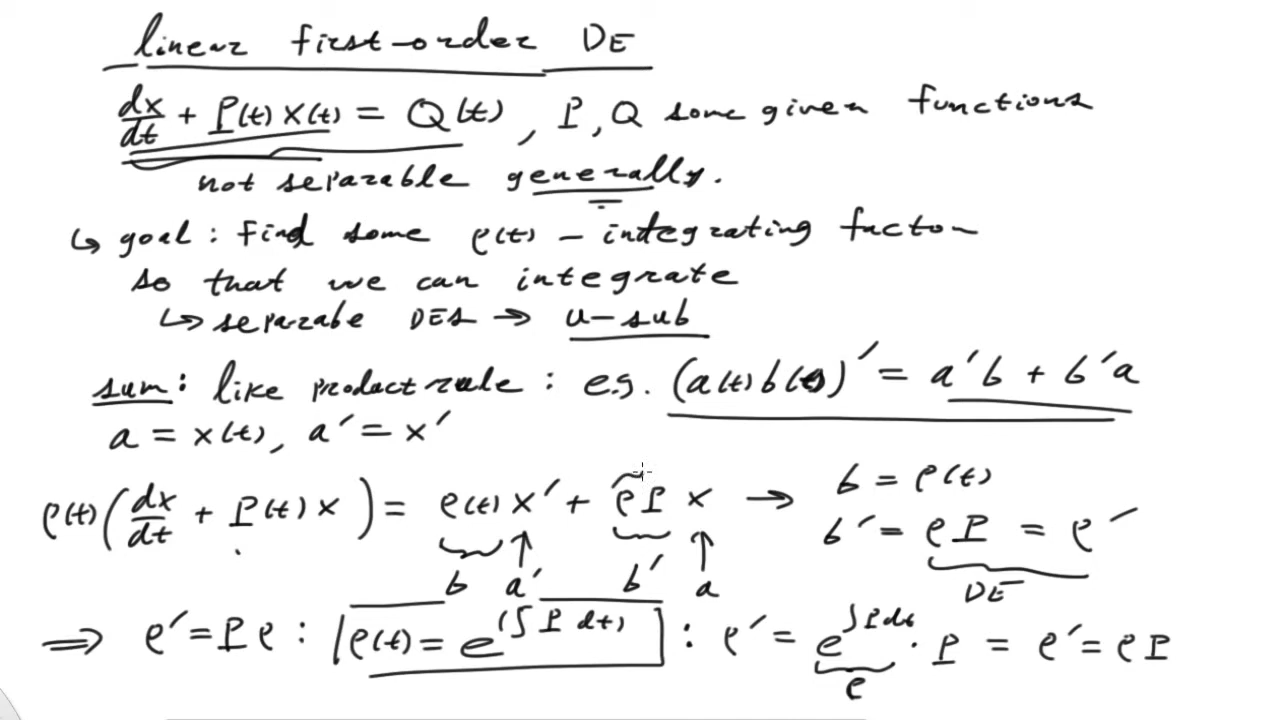 linear first-order DE
dx/dt + P(t) x(t) = Q(t), P, Q some given functions
not separable generally.
↳ goal: find some ρ(t) – integrating factor
so that we can integrate
↳ separabe DEs → u-sub
sum: like product rule: e.g. (a(t) b(t))' = a'b + b'a
a = x(t), a' = x'
ρ(t) (dx/dt + P(t) x) = ρ(t) x' + ρP x → b = ρ(t)
b' = ρP = ρ'
b a' b' a DE
⇒ ρ' = Pρ : ρ(t) = e^(∫ P dt) : ρ' = e^∫Pdt · P = ρ' = ρP
ρ